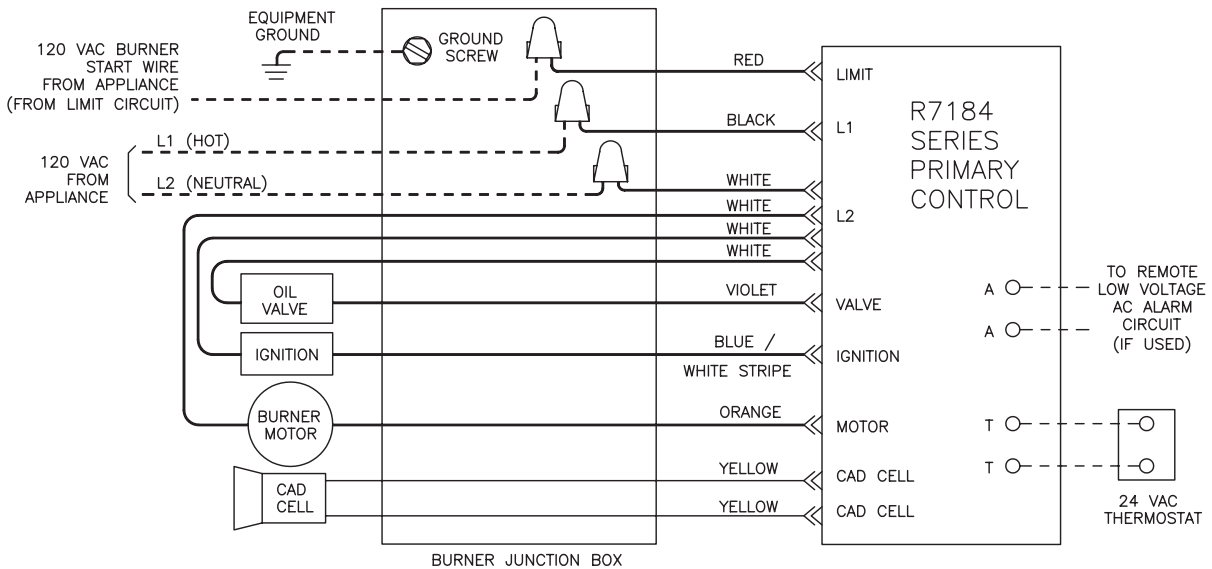 EQUIPMENT
GROUND
120 VAC BURNER
START WIRE
FROM APPLIANCE
(FROM LIMIT CIRCUIT)
GROUND
SCREW
RED
LIMIT
R7184
SERIES
PRIMARY
CONTROL
BLACK
L1
L1 (HOT)
120 VAC
FROM
APPLIANCE
L2 (NEUTRAL)
WHITE
WHITE
L2
WHITE
WHITE
OIL
VALVE
VIOLET
VALVE
A
A
TO REMOTE
LOW VOLTAGE
AC ALARM
CIRCUIT
(IF USED)
IGNITION
BLUE /
WHITE STRIPE
IGNITION
BURNER
MOTOR
ORANGE
MOTOR
T
T
CAD
CELL
YELLOW
CAD CELL
YELLOW
CAD CELL
24 VAC
THERMOSTAT
BURNER JUNCTION BOX